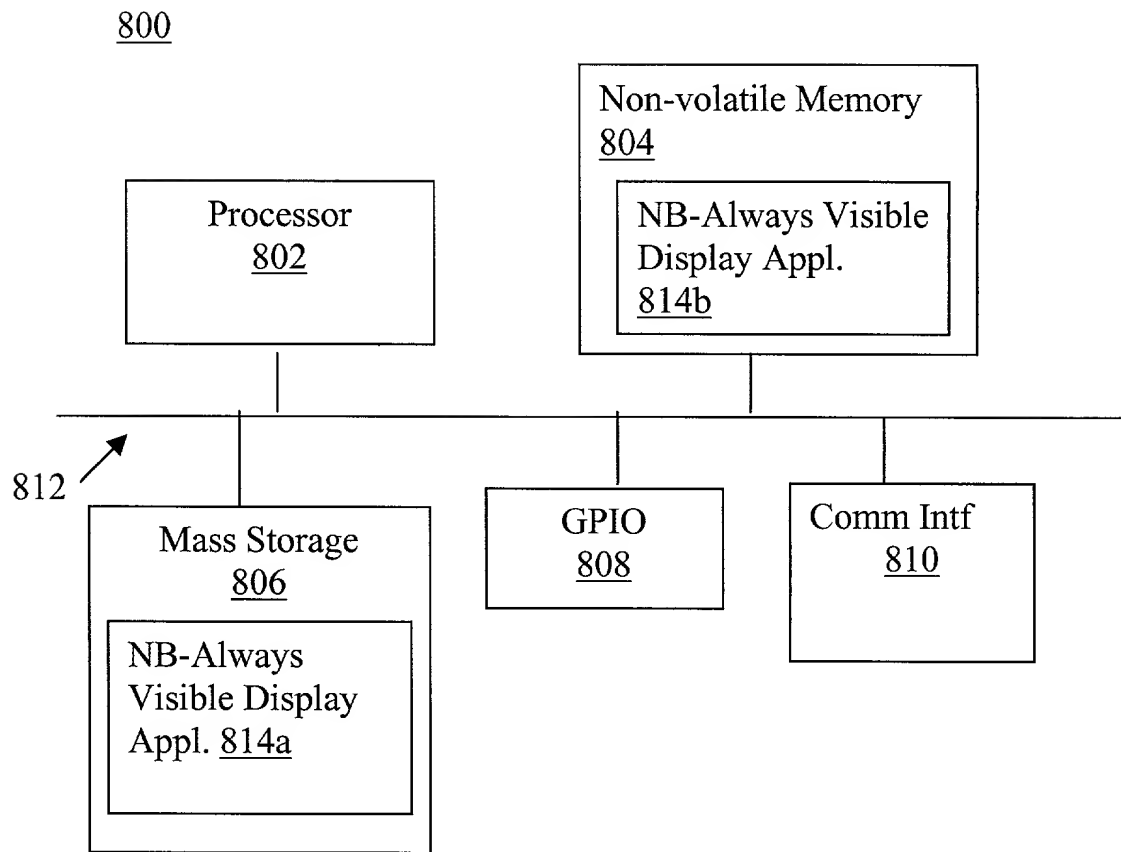 800
Non-volatile Memory
804
NB-Always Visible
Display Appl.
814b
Processor
802
812
Mass Storage
806
NB-Always
Visible Display
Appl. 814a
GPIO
808
Comm Intf
810